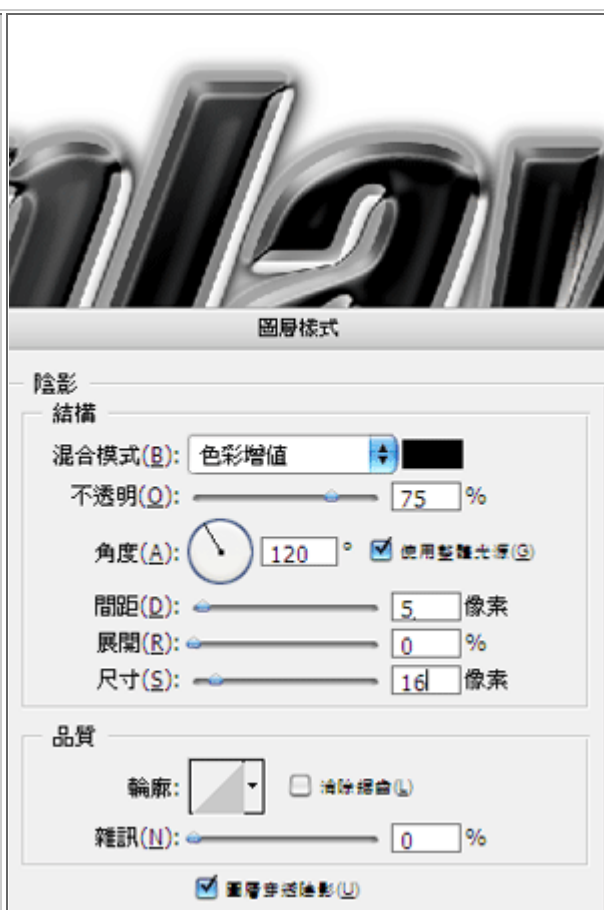 nlav
圖層樣式
陰影
結構
混合模式(B): 色彩增值
不透明(O): 75 %
角度(A): 120 ° 使用整體光源(G)
間距(D): 5 像素
展開(R): 0 %
尺寸(S): 16 像素
品質
輪廓: 消除鋸齒(L)
雜訊(N): 0 %
圖層穿透陰影(U)